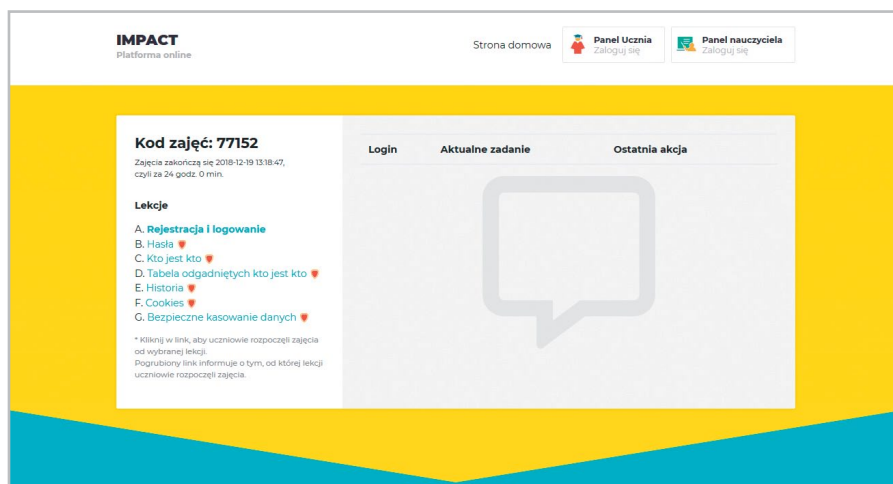 IMPACT
Platforma online
Strona domowa
Panel Ucznia
Zaloguj się
Panel nauczyciela
Zaloguj się
Kod zajęć: 77152
Zajęcia zakończą się 2018-12-19 13:18:47,
czyli za 24 godz. 0 min.
Lekcje
A. Rejestracja i logowanie
B. Hasła
C. Kto jest kto
D. Tabela odgadniętych kto jest kto
E. Historia
F. Cookies
G. Bezpieczne kasowanie danych
* Kliknij w link, aby uczniowie rozpoczęli zajęcia
od wybranej lekcji.
Pogrubiony link informuje o tym, od której lekcji
uczniowie rozpoczęli zajęcia.
Login Aktualne zadanie Ostatnia akcja